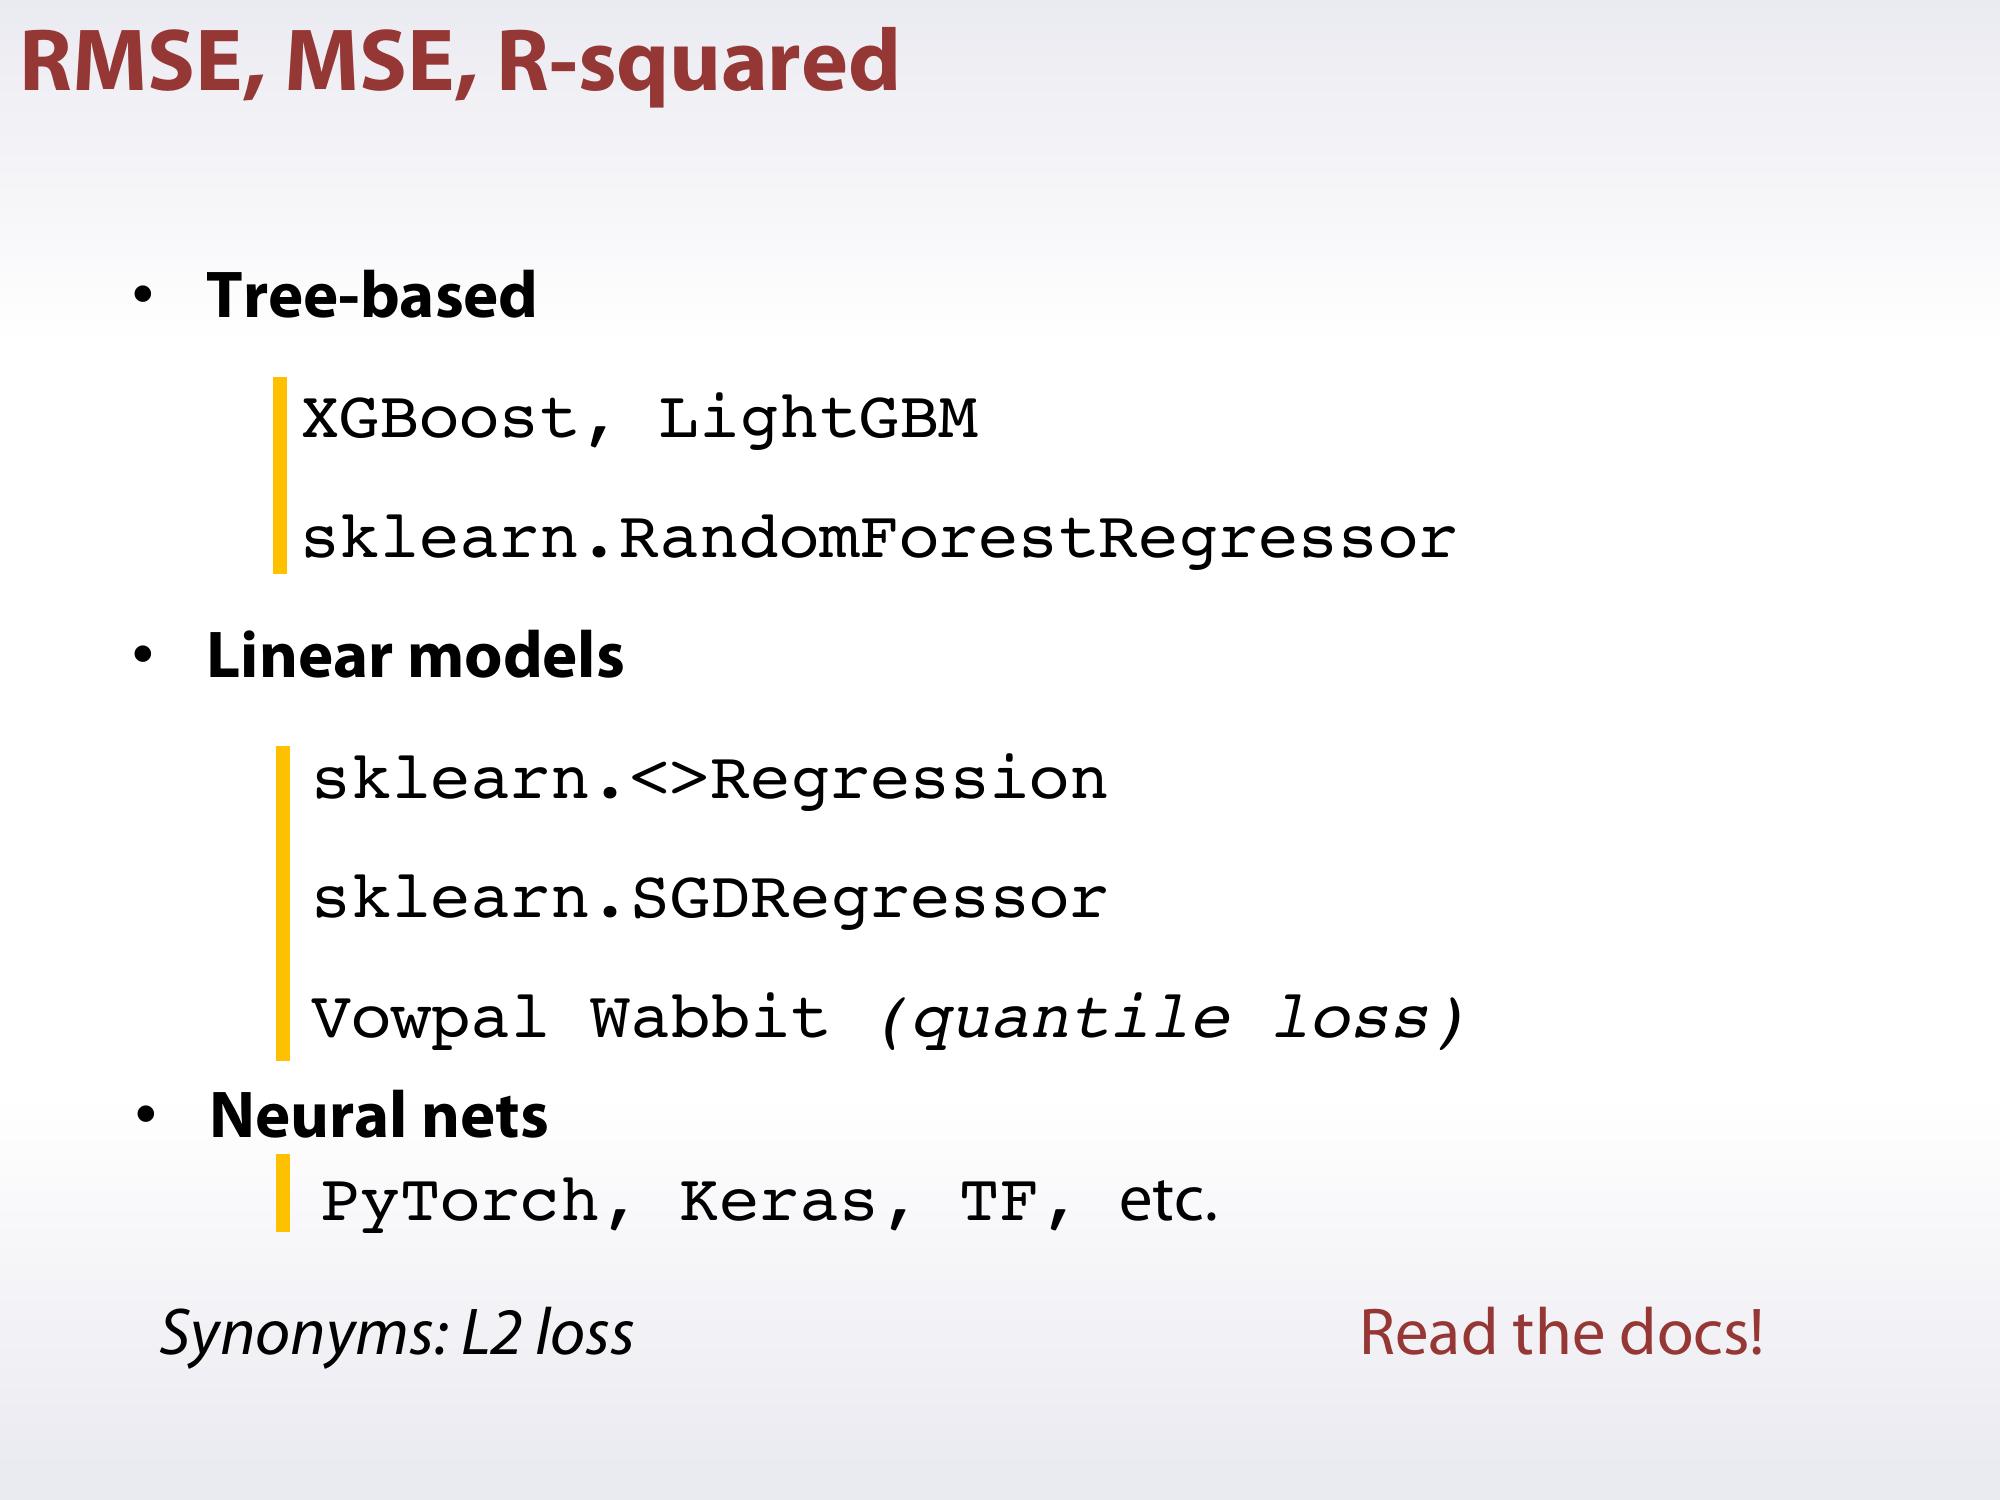 RMSE, MSE, R-squared
• Tree-based
XGBoost, LightGBM
sklearn.RandomForestRegressor
• Linear models
sklearn.<>Regression
sklearn.SGDRegressor
Vowpal Wabbit (quantile loss)
• Neural nets
PyTorch, Keras, TF, etc.
Synonyms: L2 loss
Read the docs!